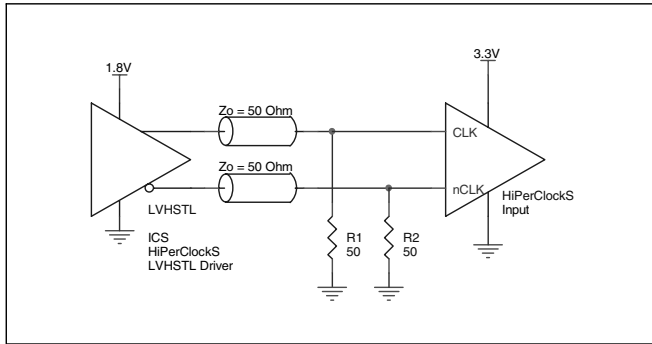 1.8V
3.3V
Zo = 50 Ohm
CLK
Zo = 50 Ohm
nCLK
HiPerClockS
Input
LVHSTL
ICS
HiPerClockS
LVHSTL Driver
R1
50
R2
50